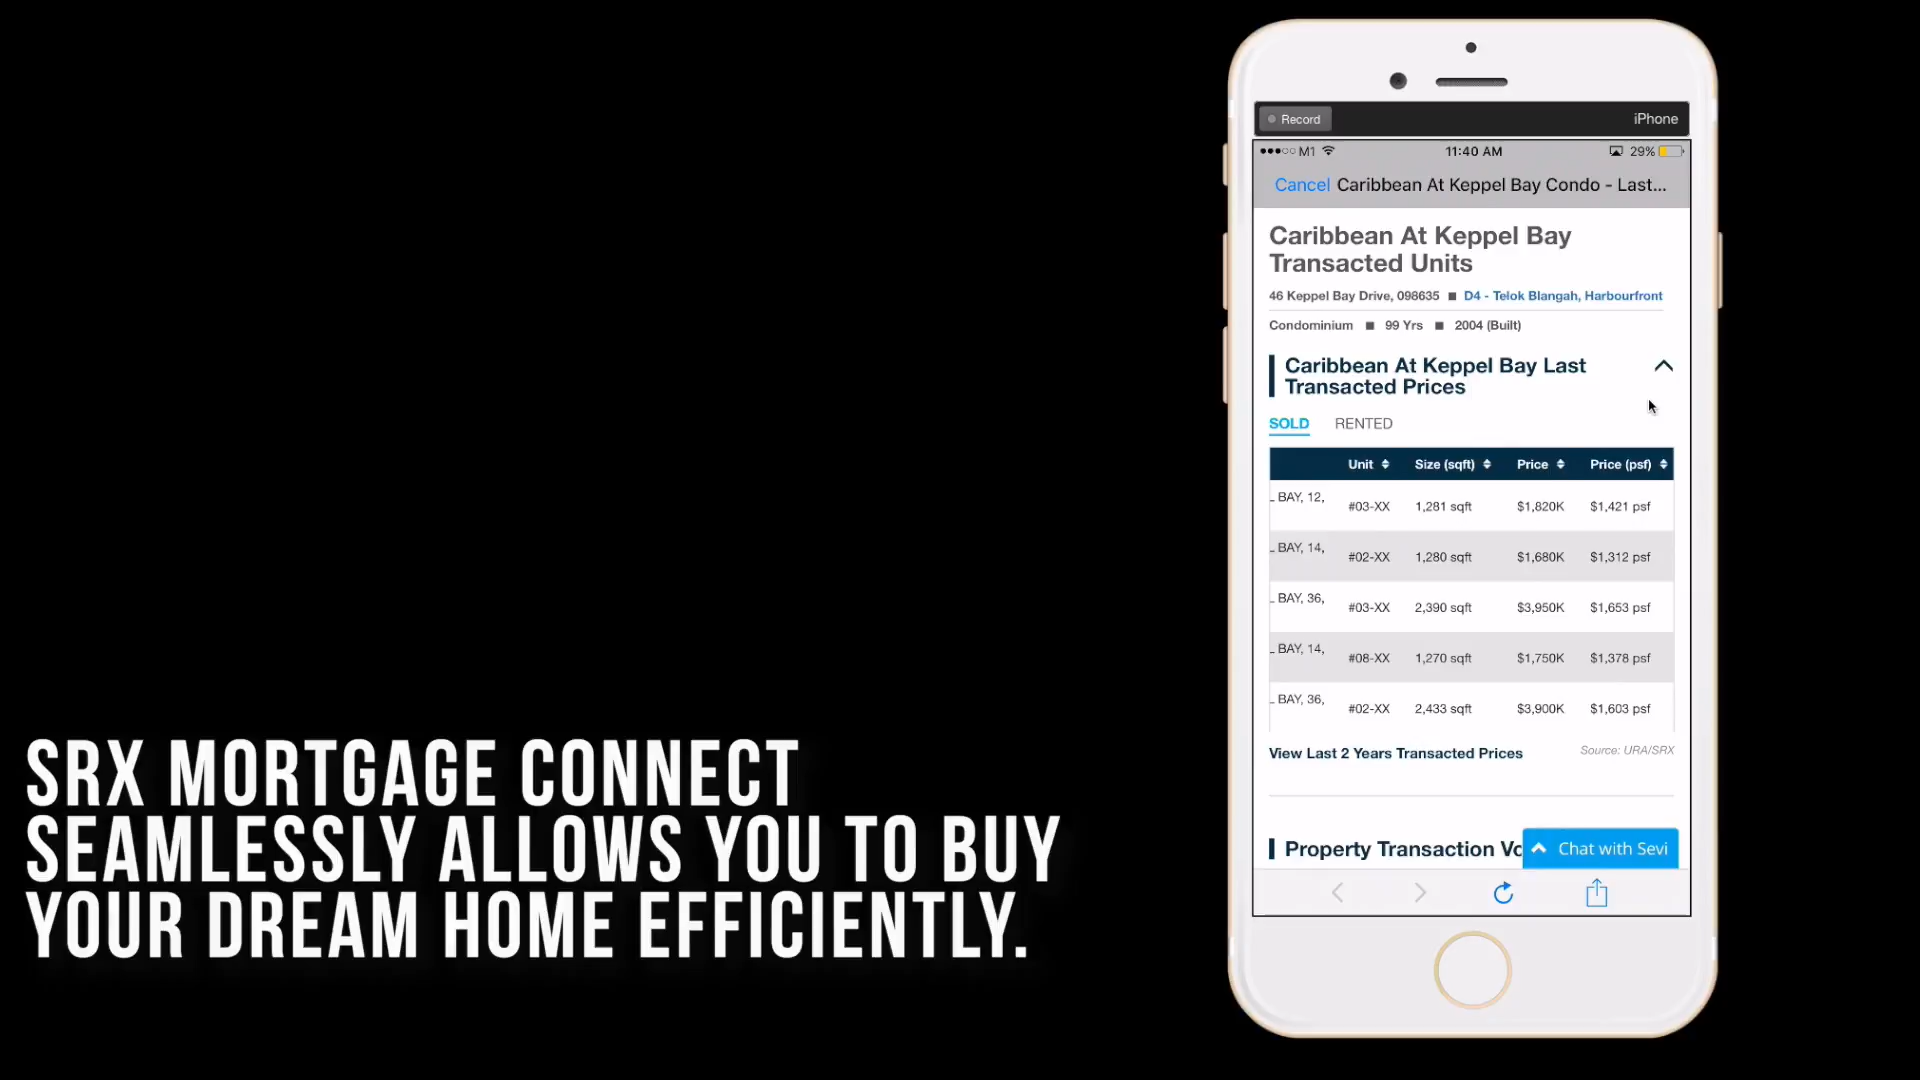 Record
iPhone
M1
11:40 AM
29%
Cancel Caribbean At Keppel Bay Condo - Last...
Caribbean At Keppel Bay
Transacted Units
46 Keppel Bay Drive, 098635 ■ D4 - Telok Blangah, Harbourfront
Condominium ■ 99 Yrs ■ 2004 (Built)
Caribbean At Keppel Bay Last
Transacted Prices
SOLD RENTED
Unit Size (sqft) Price Price (psf)
BAY, 12, #03-XX 1,281 sqft $1,820K $1,421 psf
BAY, 14, #02-XX 1,280 sqft $1,680K $1,312 psf
BAY, 36, #03-XX 2,390 sqft $3,950K $1,653 psf
BAY, 14, #08-XX 1,270 sqft $1,750K $1,378 psf
BAY, 36, #02-XX 2,433 sqft $3,900K $1,603 psf
View Last 2 Years Transacted Prices
Source: URA/SRX
Property Transaction Vo
Chat with Sevi
SRX MORTGAGE CONNECT
SEAMLESSLY ALLOWS YOU TO BUY
YOUR DREAM HOME EFFICIENTLY.